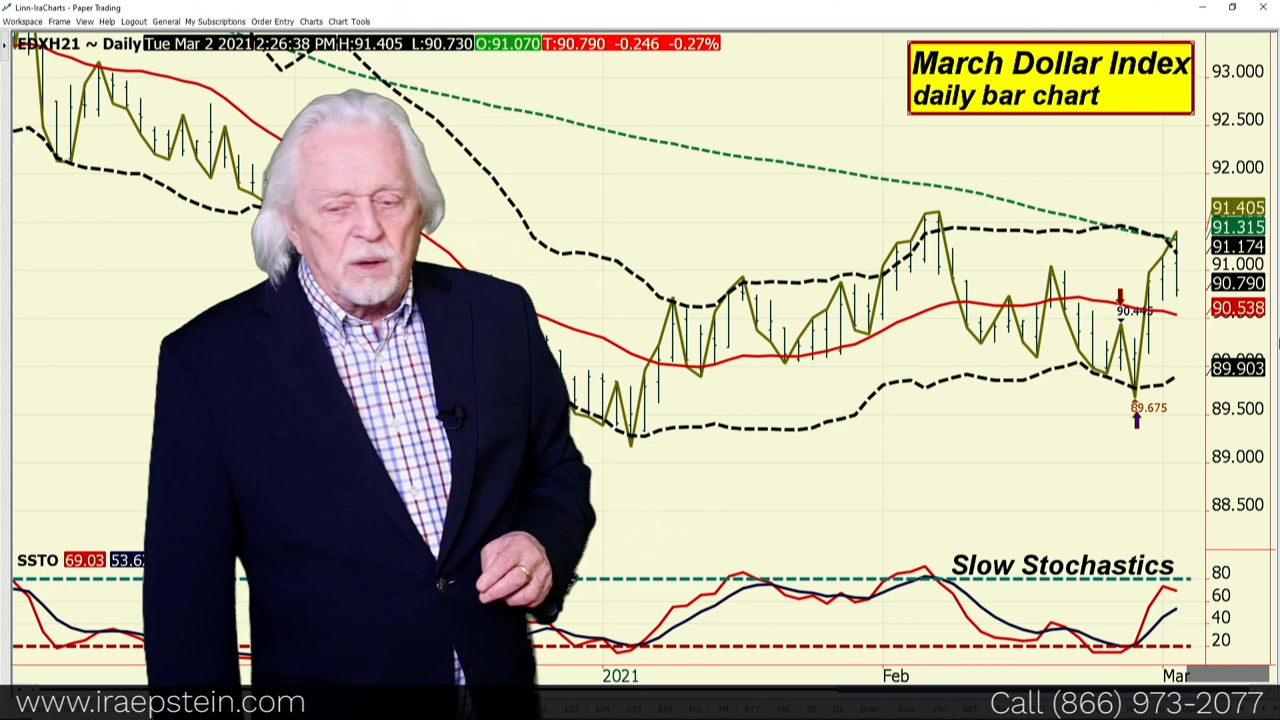 Linn-IraCharts - Paper Trading
Workspace Frame View Help Logout General My Subscriptions Order Entry Charts Chart Tools
EDXH21 ~ Daily Tue Mar 2 2021 2:26:38 PM H:91.405 L:90.730 O:91.070 T:90.790 -0.246 -0.27%
March Dollar Index
daily bar chart
93.000
92.500
92.000
91.405
91.315
91.174
91.000
90.790
90.538
90.445
89.903
89.675
89.500
89.000
88.500
SSTO 69.03 53.62
Slow Stochastics
80
60
40
20
2021 Feb Mar
www.iraepstein.com
Call (866) 973-2077